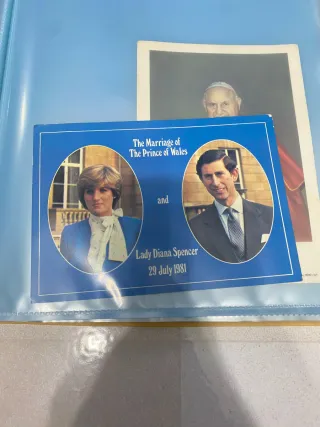 The Marriage of
The Prince of Wales
and
Lady Diana Spencer
29 July 1981